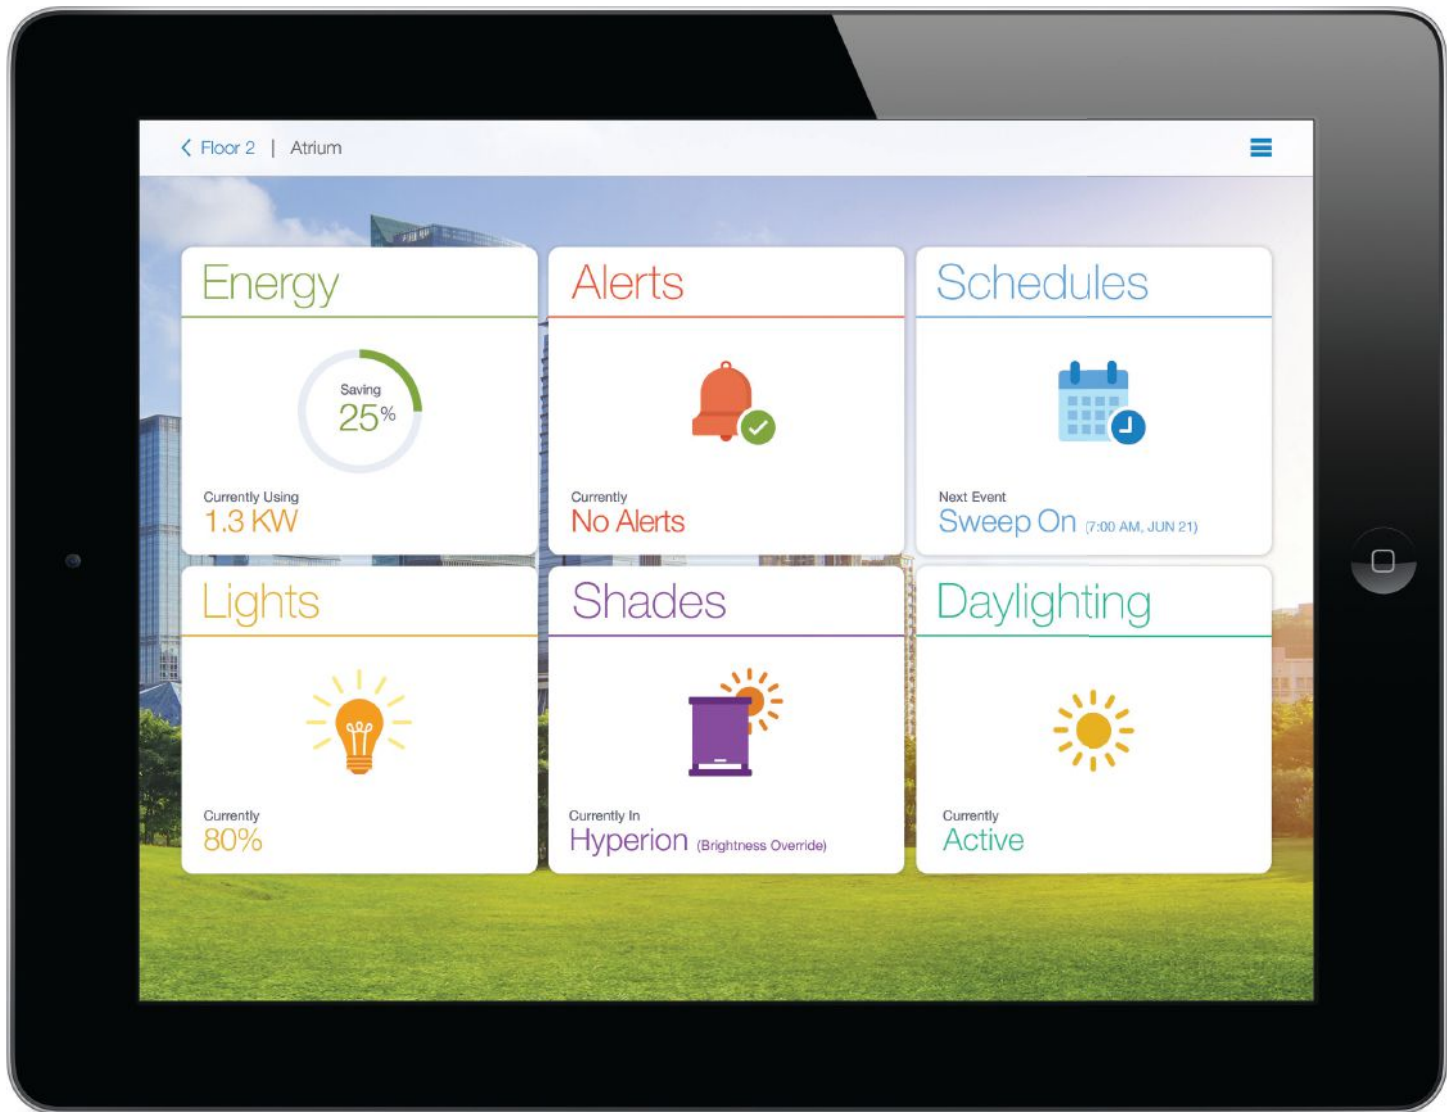 Floor 2 | Atrium
Energy
Saving
25%
Currently Using
1.3 KW
Alerts
Currently
No Alerts
Schedules
Next Event
Sweep On (7:00 AM, JUN 21)
Lights
Currently
80%
Shades
Currently In
Hyperion (Brightness Override)
Daylighting
Currently
Active